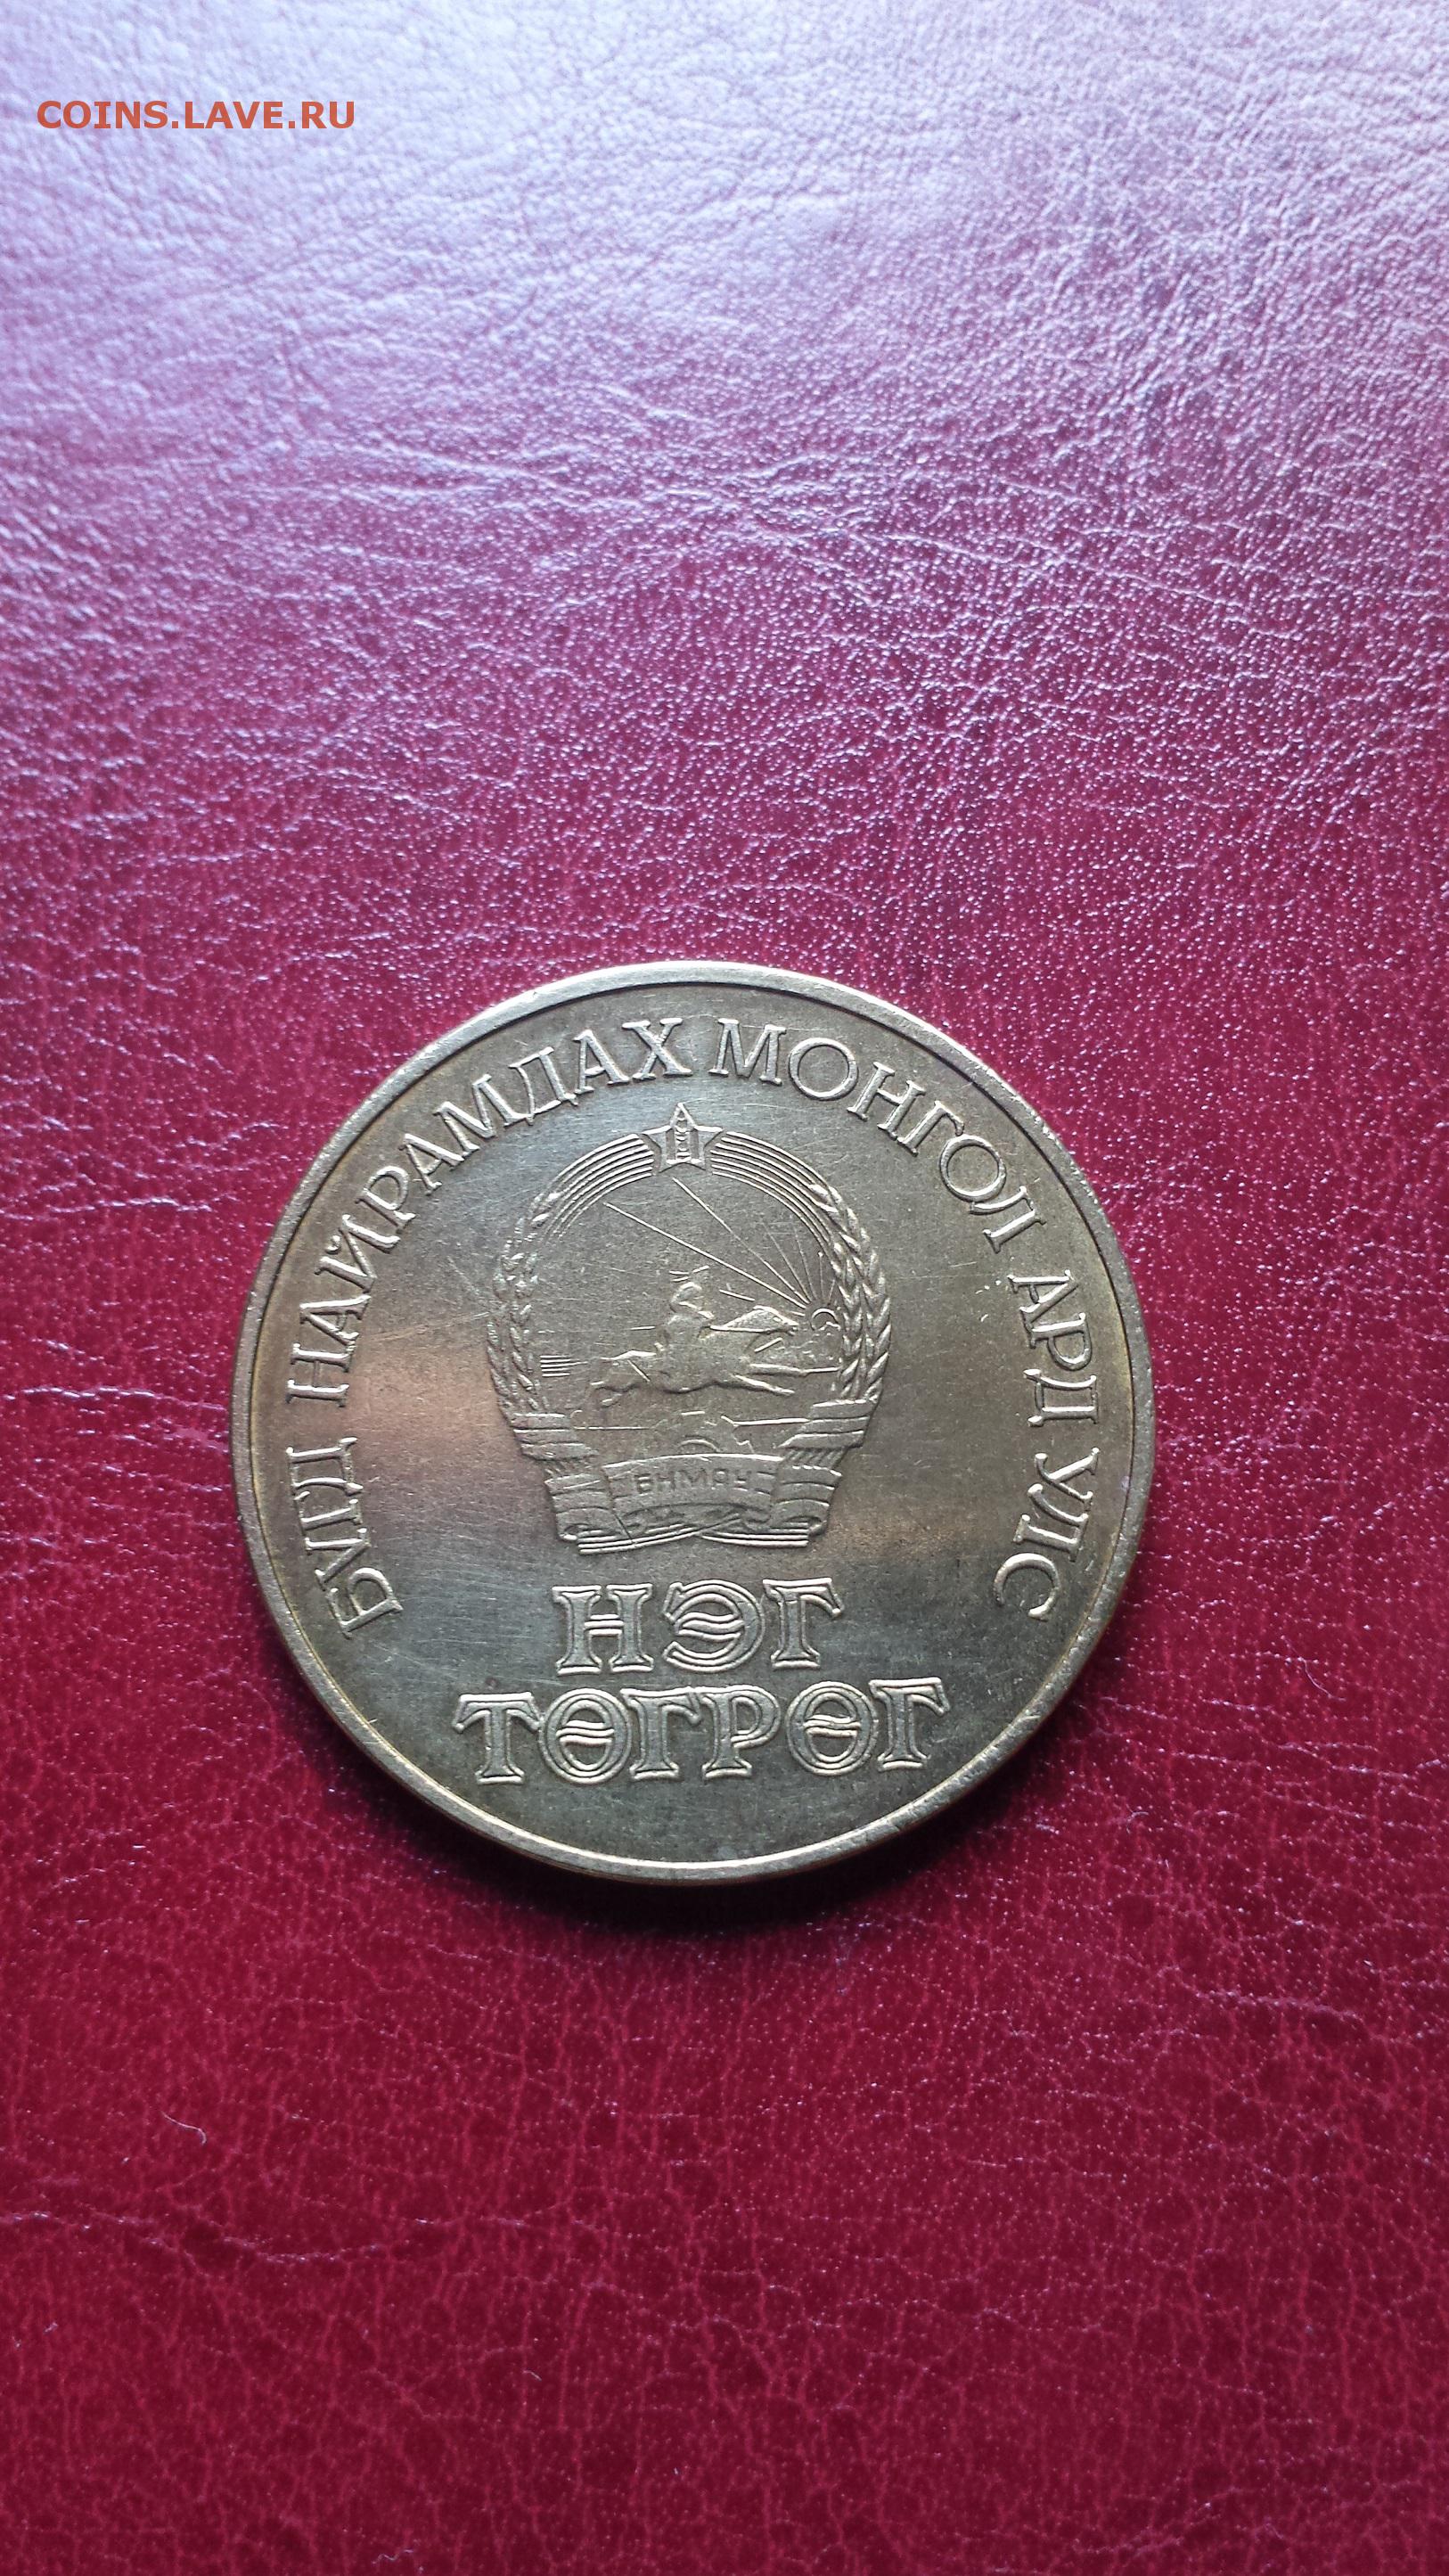 COINS.LAVE.RU
БҮГД НАЙРАМДАХ МОНГОЛ АРД УЛС
БНМАУ
НЭГ
ТӨГРӨГ